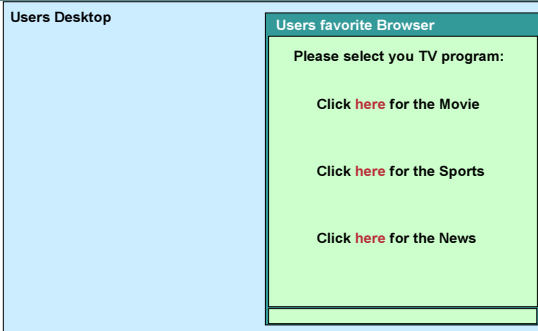 Users Desktop
Users favorite Browser
Please select you TV program:
Click here for the Movie
Click here for the Sports
Click here for the News